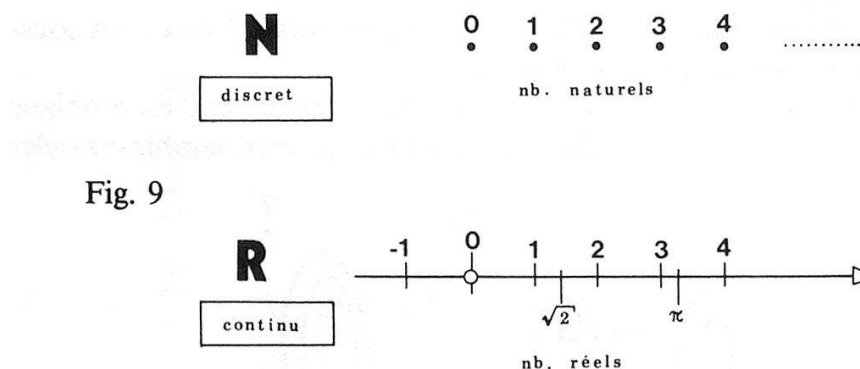 N 0 1 2 3 4
discret
nb. naturels
Fig. 9
R -1 0 1 2 3 4
√2 π
continu
nb. réels